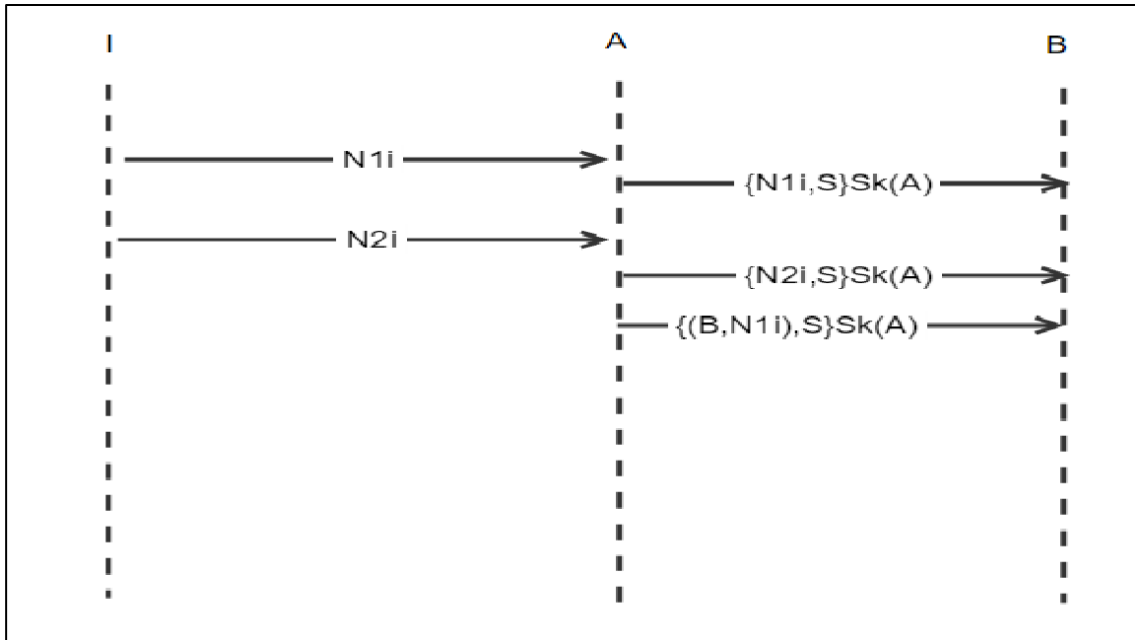 I
A
B
N1i
{N1i,S}Sk(A)
N2i
{N2i,S}Sk(A)
{(B,N1i),S}Sk(A)